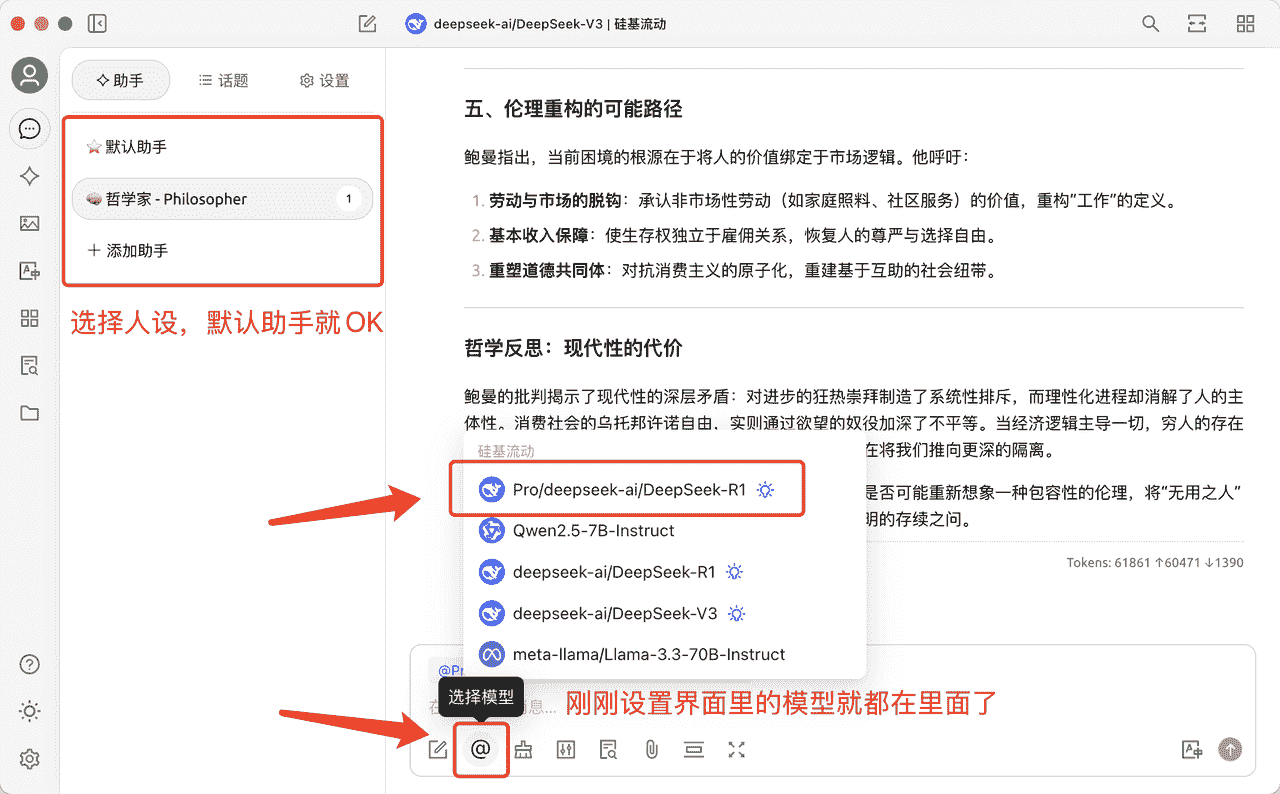 deepseek-ai/DeepSeek-V3 | 硅基流动
助手
话题
设置
默认助手
哲学家 - Philosopher
1
添加助手
选择人设，默认助手就OK
五、伦理重构的可能路径
鲍曼指出，当前困境的根源在于将人的价值绑定于市场逻辑。他呼吁：
1. 劳动与市场的脱钩：承认非市场性劳动（如家庭照料、社区服务）的价值，重构“工作”的定义。
2. 基本收入保障：使生存权独立于雇佣关系，恢复人的尊严与选择自由。
3. 重塑道德共同体：对抗消费主义的原子化，重建基于互助的社会纽带。
哲学反思：现代性的代价
鲍曼的批判揭示了现代性的深层矛盾：对进步的狂热崇拜制造了系统性排斥，而理性化进程却消解了人的主
体性。消费社会的乌托邦许诺自由，实则通过欲望的奴役加深了不平等。当经济逻辑主导一切，穷人的存在
在将我们推向更深的隔离。
是否可能重新想象一种包容性的伦理，将“无用之人”
明的存续之问。
Tokens: 61861 ↑60471 ↓1390
硅基流动
Pro/deepseek-ai/DeepSeek-R1
Qwen2.5-7B-Instruct
deepseek-ai/DeepSeek-R1
deepseek-ai/DeepSeek-V3
meta-llama/Llama-3.3-70B-Instruct
@Pr
选择模型
在
消息...
刚刚设置界面里的模型就都在里面了
@